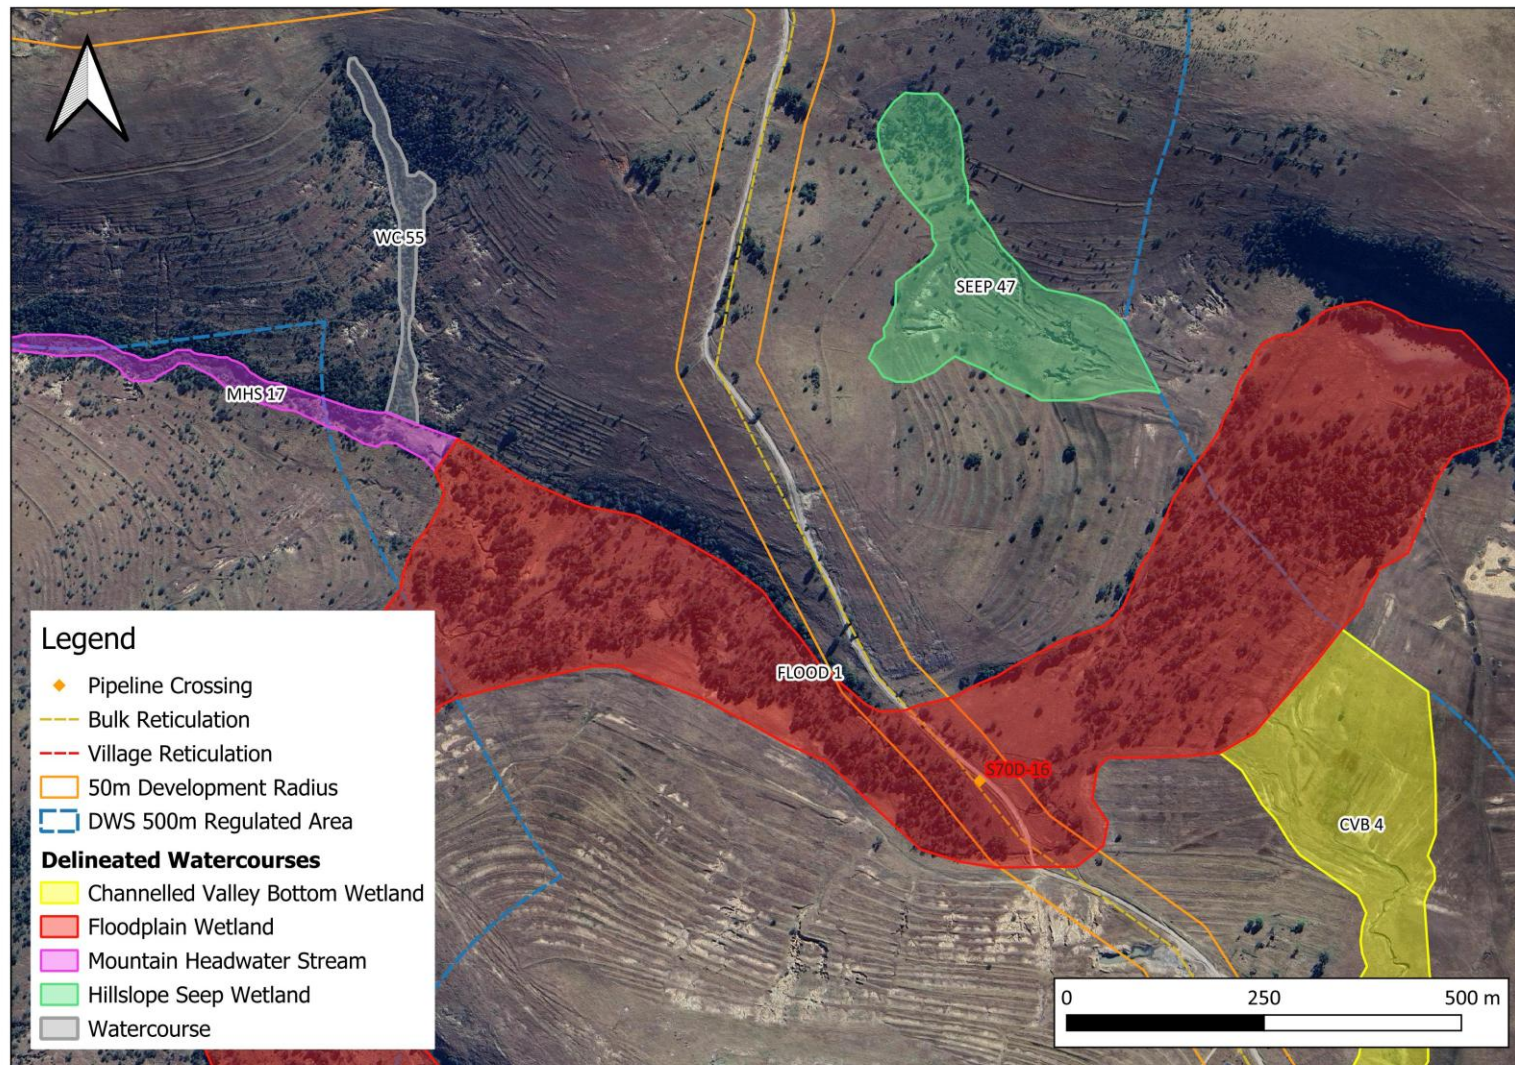 WC 55
SEEP 47
MHS 17
FLOOD 1
S70D-16
CVB 4
Legend
Pipeline Crossing
Bulk Reticulation
Village Reticulation
50m Development Radius
DWS 500m Regulated Area
Delineated Watercourses
Channelled Valley Bottom Wetland
Floodplain Wetland
Mountain Headwater Stream
Hillslope Seep Wetland
Watercourse
0 250 500 m